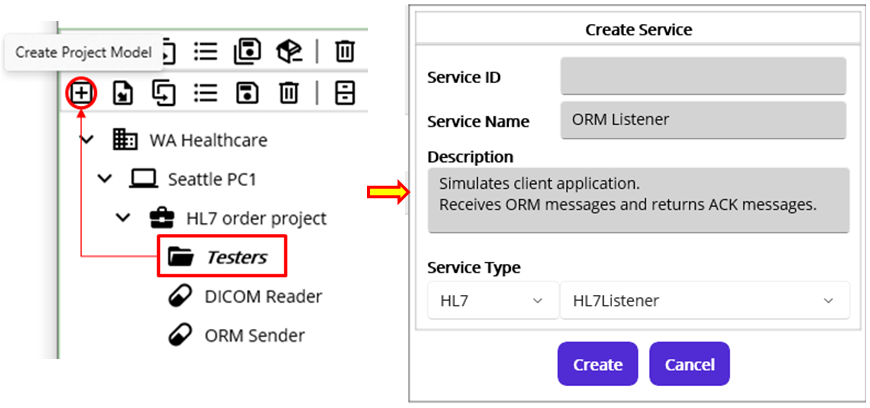 Create Project Model
WA Healthcare
Seattle PC1
HL7 order project
Testers
DICOM Reader
ORM Sender
Create Service
Service ID
Service Name
ORM Listener
Description
Simulates client application.
Receives ORM messages and returns ACK messages.
Service Type
HL7
HL7Listener
Create
Cancel